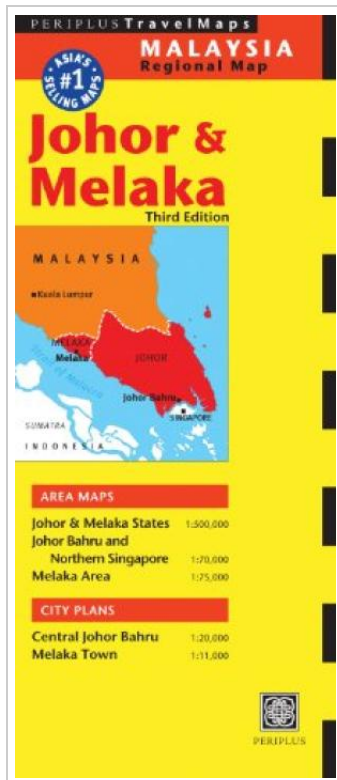 PERIPLUS TravelMaps
MALAYSIA
Regional Map
ASIA'S
#1
SELLING MAPS
Johor &
Melaka
Third Edition
MALAYSIA
Kuala Lumpur
MELAKA
Melaka
JOHOR
Johor Bahru
SINGAPORE
SUMATRA
INDONESIA
AREA MAPS
Johor & Melaka States 1:500,000
Johor Bahru and
Northern Singapore 1:70,000
Melaka Area 1:75,000
CITY PLANS
Central Johor Bahru 1:20,000
Melaka Town 1:11,000
PERIPLUS